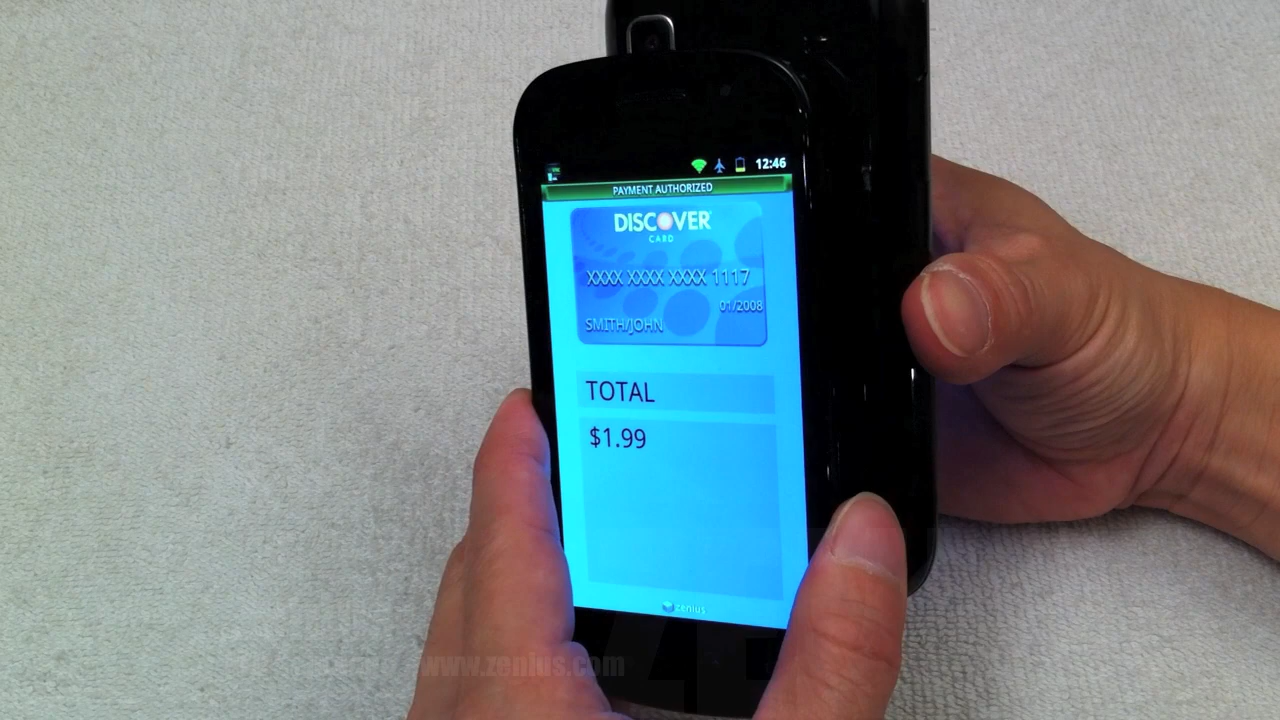 12:46
PAYMENT AUTHORIZED
DISCOVER
CARD
XXXX XXXX XXXX 1117
01/2008
SMITH/JOHN
TOTAL
$1.99
zenius
www.zenius.com